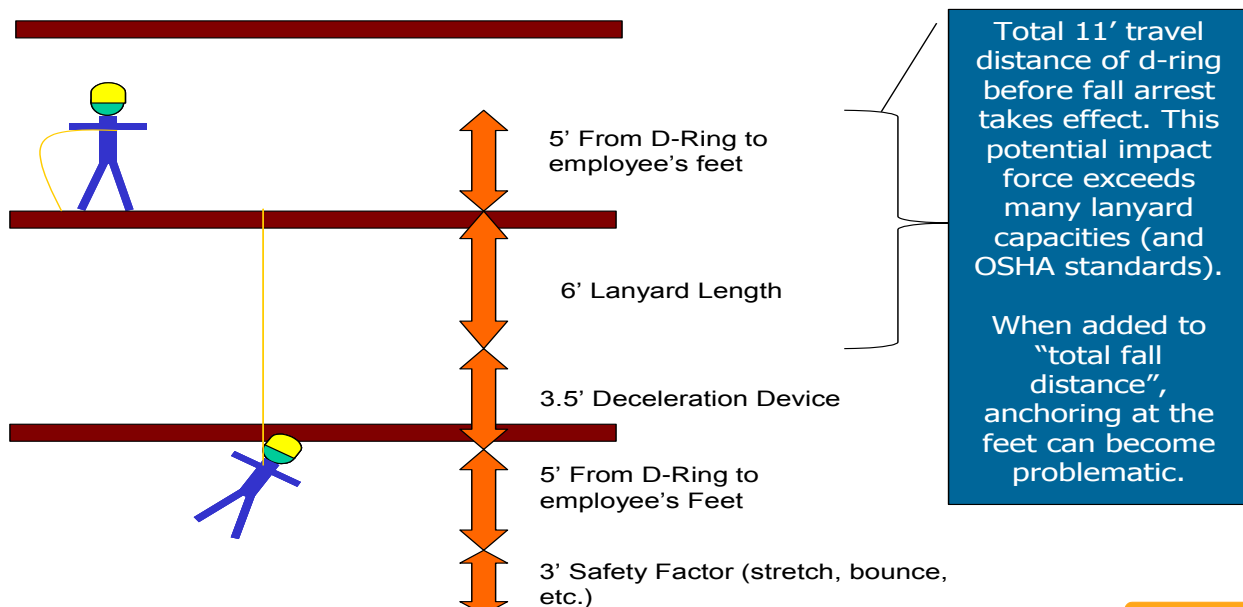 5’ From D-Ring to
employee’s feet
6’ Lanyard Length
3.5’ Deceleration Device
5’ From D-Ring to
employee’s Feet
3’ Safety Factor (stretch, bounce,
etc.)
Total 11’ travel
distance of d-ring
before fall arrest
takes effect. This
potential impact
force exceeds
many lanyard
capacities (and
OSHA standards).
When added to
“total fall
distance”,
anchoring at the
feet can become
problematic.